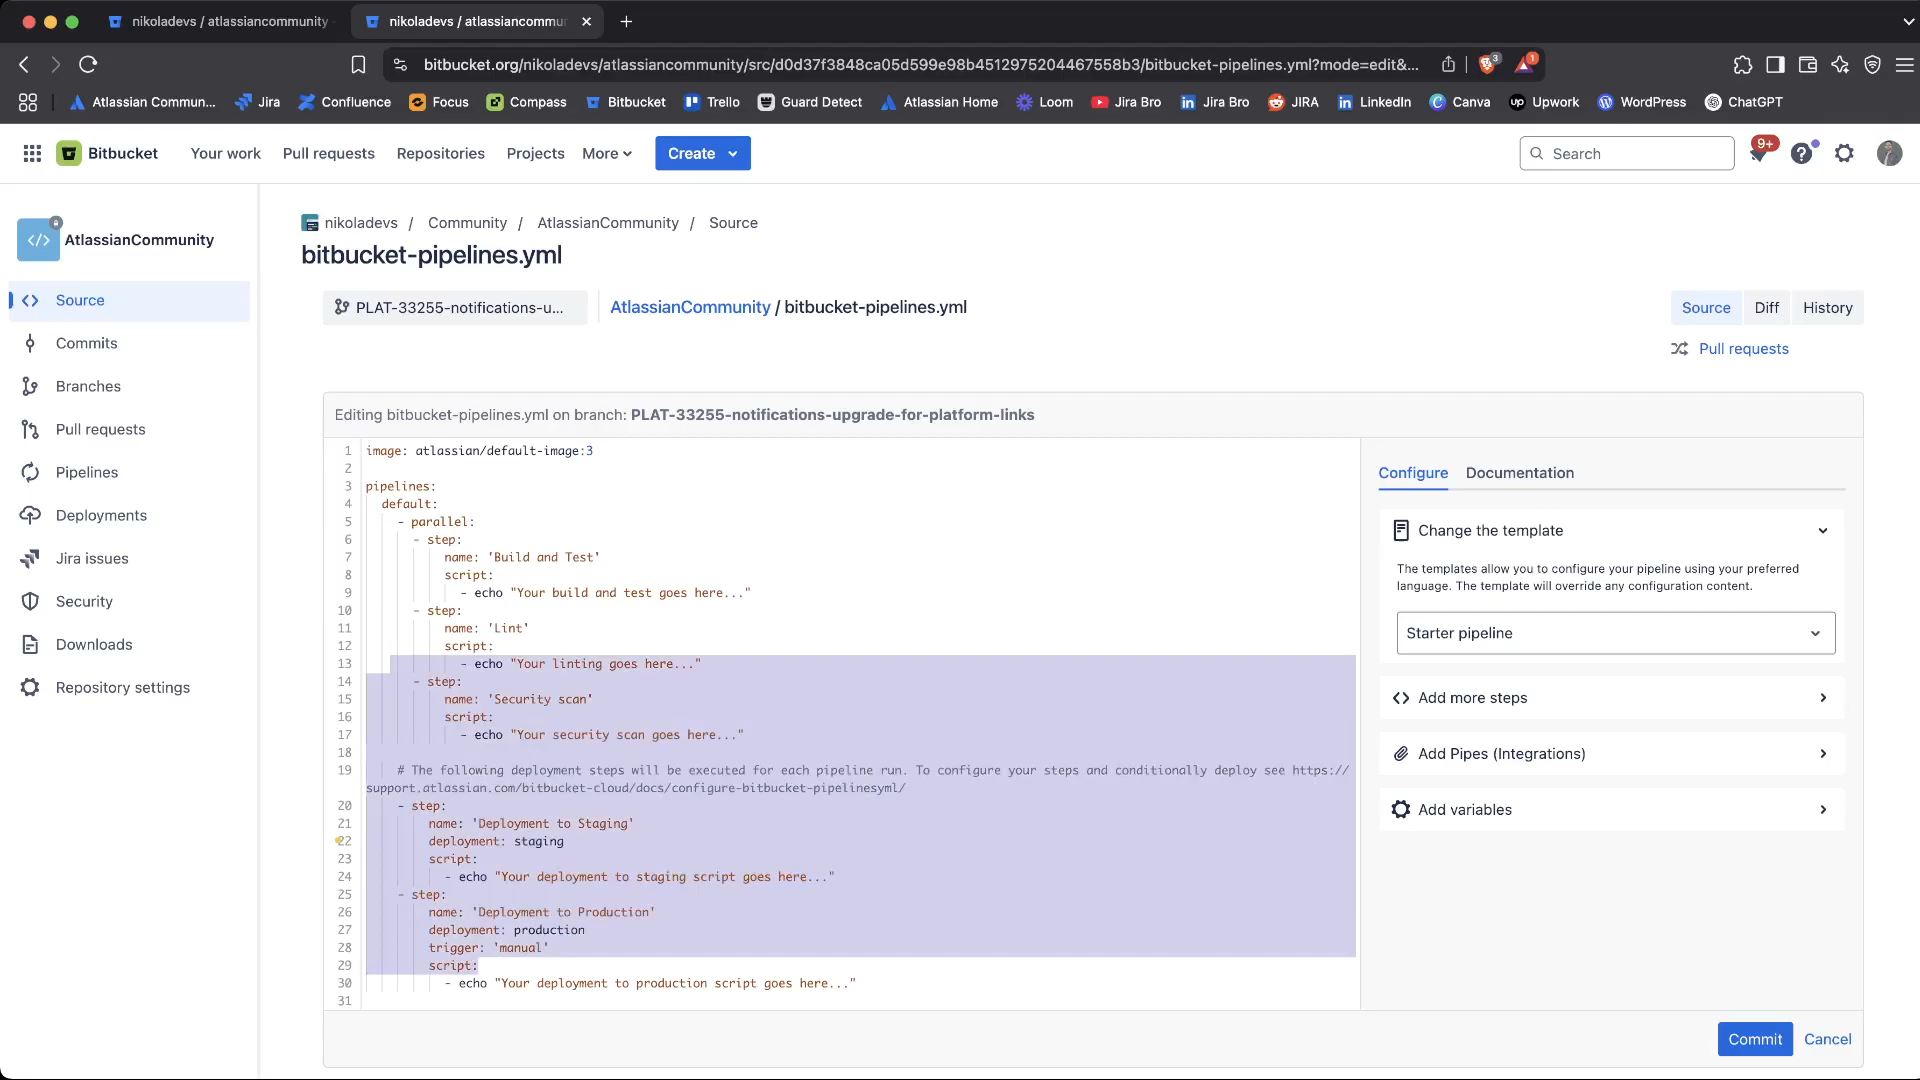 nikoladevs / atlassiancommunity
nikoladevs / atlassiancommu
bitbucket.org/nikoladevs/atlassiancommunity/src/d0d37f3848ca05d599e98b4512975204467558b3/bitbucket-pipelines.yml?mode=edit&...
3
1
Atlassian Commun...
Jira
Confluence
Focus
Compass
Bitbucket
Trello
Guard Detect
Atlassian Home
Loom
Jira Bro
Jira Bro
JIRA
LinkedIn
Canva
up Upwork
WordPress
ChatGPT
Bitbucket
Your work
Pull requests
Repositories
Projects
More
Create
Search
9+
AtlassianCommunity
Source
Commits
Branches
Pull requests
Pipelines
Deployments
Jira issues
Security
Downloads
Repository settings
nikoladevs / Community / AtlassianCommunity / Source
bitbucket-pipelines.yml
PLAT-33255-notifications-u...
AtlassianCommunity / bitbucket-pipelines.yml
Source
Diff
History
Pull requests
Editing bitbucket-pipelines.yml on branch: PLAT-33255-notifications-upgrade-for-platform-links
1 image: atlassian/default-image:3
2
3 pipelines:
4 default:
5 - parallel:
6 - step:
7 name: 'Build and Test'
8 script:
9 - echo "Your build and test goes here..."
10 - step:
11 name: 'Lint'
12 script:
13 - echo "Your linting goes here..."
14 - step:
15 name: 'Security scan'
16 script:
17 - echo "Your security scan goes here..."
18
19 # The following deployment steps will be executed for each pipeline run. To configure your steps and conditionally deploy see https://
support.atlassian.com/bitbucket-cloud/docs/configure-bitbucket-pipelinesyml/
20 - step:
21 name: 'Deployment to Staging'
22 deployment: staging
23 script:
24 - echo "Your deployment to staging script goes here..."
25 - step:
26 name: 'Deployment to Production'
27 deployment: production
28 trigger: 'manual'
29 script:
30 - echo "Your deployment to production script goes here..."
31
Configure
Documentation
Change the template
The templates allow you to configure your pipeline using your preferred
language. The template will override any configuration content.
Starter pipeline
Add more steps
Add Pipes (Integrations)
Add variables
Commit
Cancel